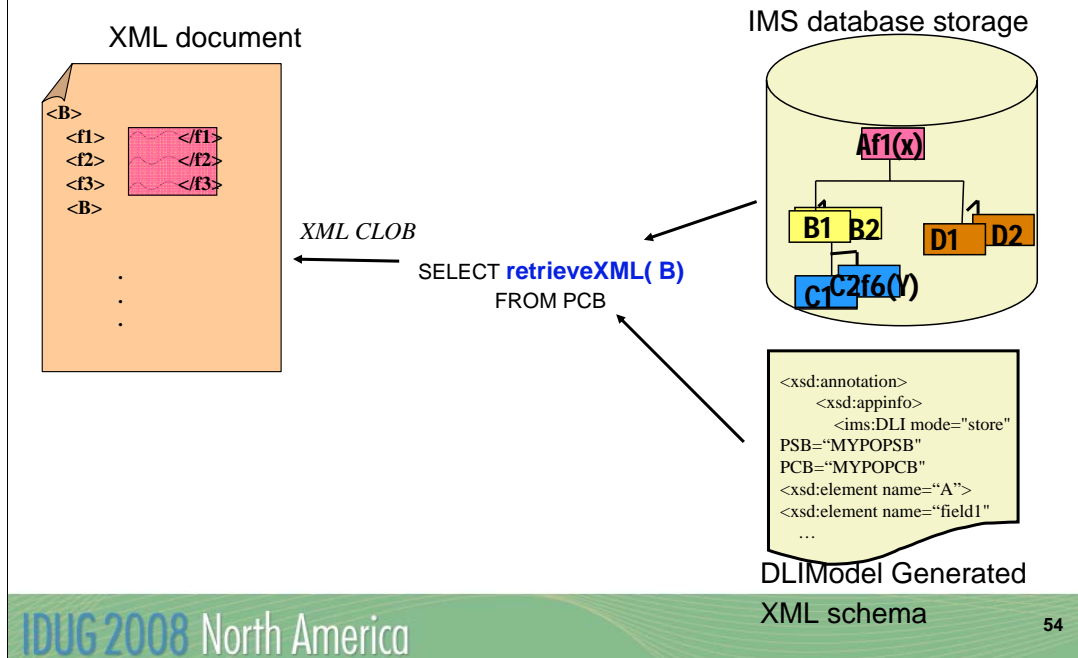 XML document
<B>
<f1> </f1>
<f2> </f2>
<f3> </f3>
<B>
.
.
.
XML CLOB
SELECT retrieveXML( B)
FROM PCB
IMS database storage
Af1(x)
B1 B2
D1 D2
C1 C2f6(Y)
<xsd:annotation>
<xsd:appinfo>
<ims:DLI mode="store"
PSB=“MYPOPSB"
PCB=“MYPOPCB"
<xsd:element name=“A”>
<xsd:element name=“field1"
…
DLIModel Generated
XML schema
IDUG 2008 North America
54